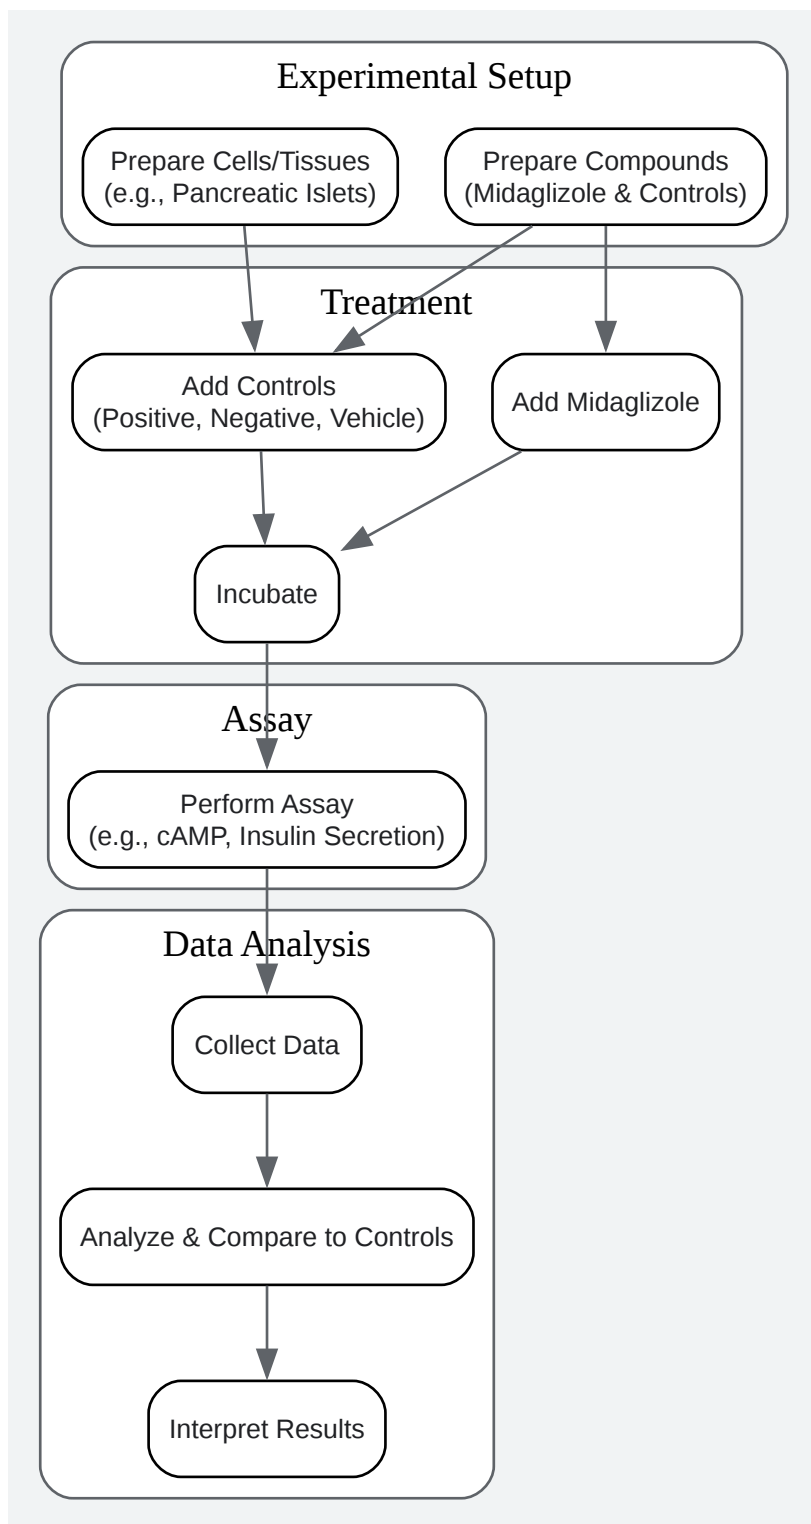 Experimental Setup
Prepare Cells/Tissues
(e.g., Pancreatic Islets)
Prepare Compounds
(Midaglizole & Controls)
Treatment
Add Controls
(Positive, Negative, Vehicle)
Add Midaglizole
Incubate
Assay
Perform Assay
(e.g., cAMP, Insulin Secretion)
Data Analysis
Collect Data
Analyze & Compare to Controls
Interpret Results